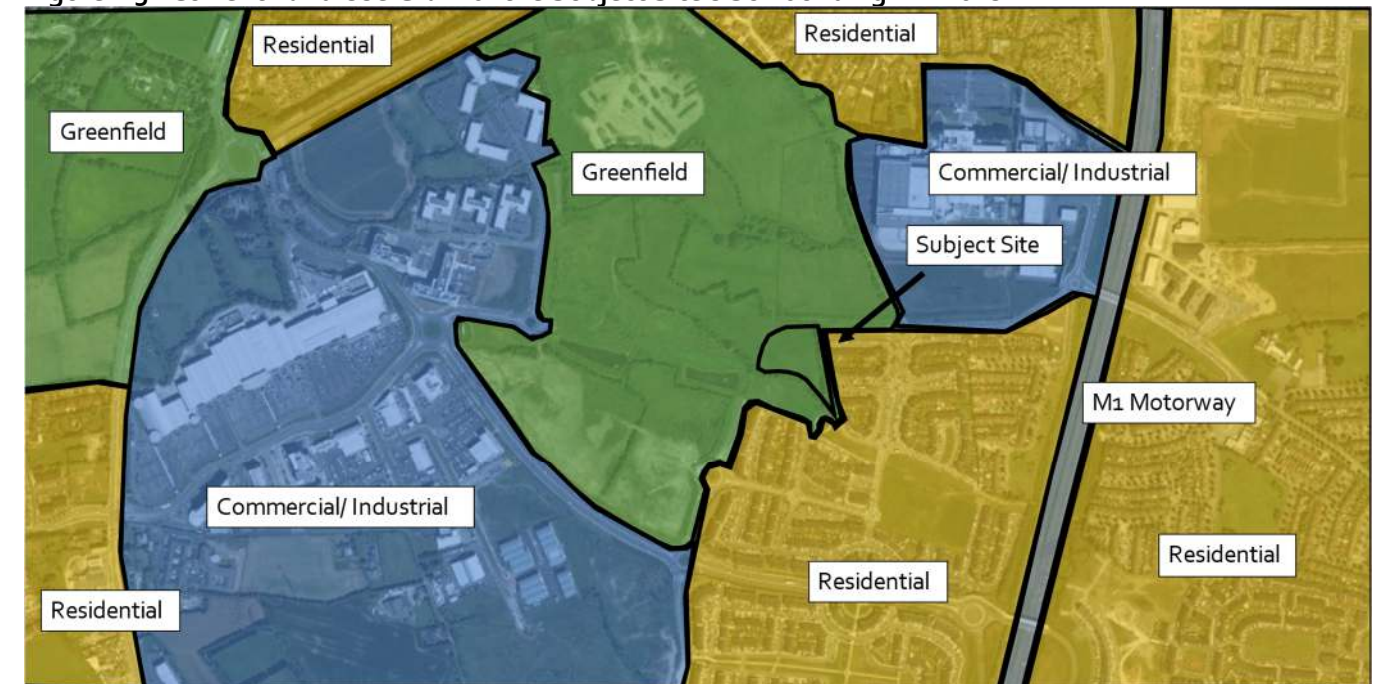 Residential
Residential
Greenfield
Greenfield
Commercial/ Industrial
Subject Site
M1 Motorway
Commercial/ Industrial
Residential
Residential
Residential